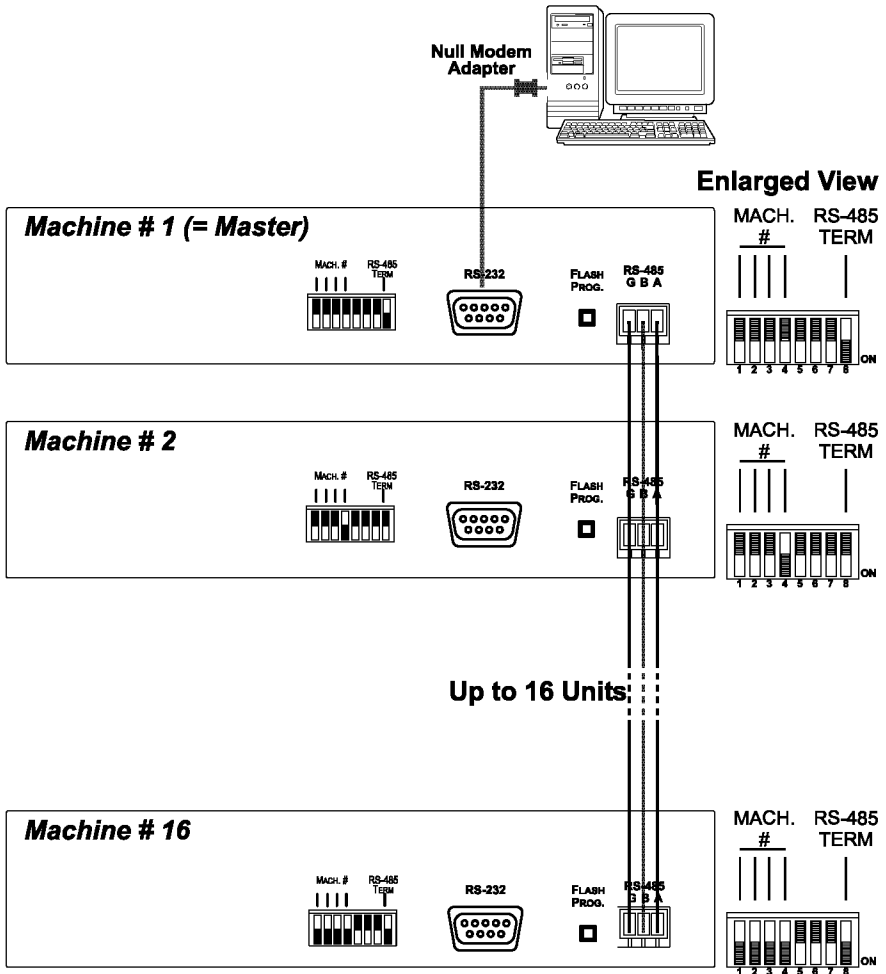 Null Modem
Adapter
Enlarged View
Machine # 1 (= Master)
MACH. #
RS-485
TERM
RS-232
FLASH
PROG.
RS-485
G B A
MACH.
#
RS-485
TERM
ON
1 2 3 4 5 6 7 8
Machine # 2
MACH. #
RS-485
TERM
RS-232
FLASH
PROG.
RS-485
G B A
MACH.
#
RS-485
TERM
ON
1 2 3 4 5 6 7 8
Up to 16 Units
Machine # 16
MACH. #
RS-485
TERM
RS-232
FLASH
PROG.
RS-485
G B A
MACH.
#
RS-485
TERM
ON
1 2 3 4 5 6 7 8